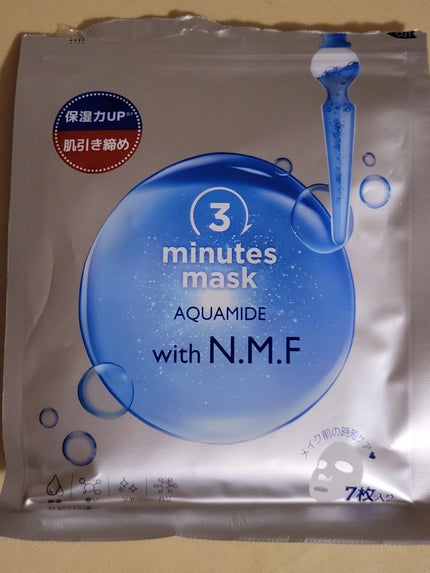 保湿力UP
肌引き締め
3
minutes
mask
AQUAMIDE
with N.M.F
メイク前の時短ケア
7枚入り